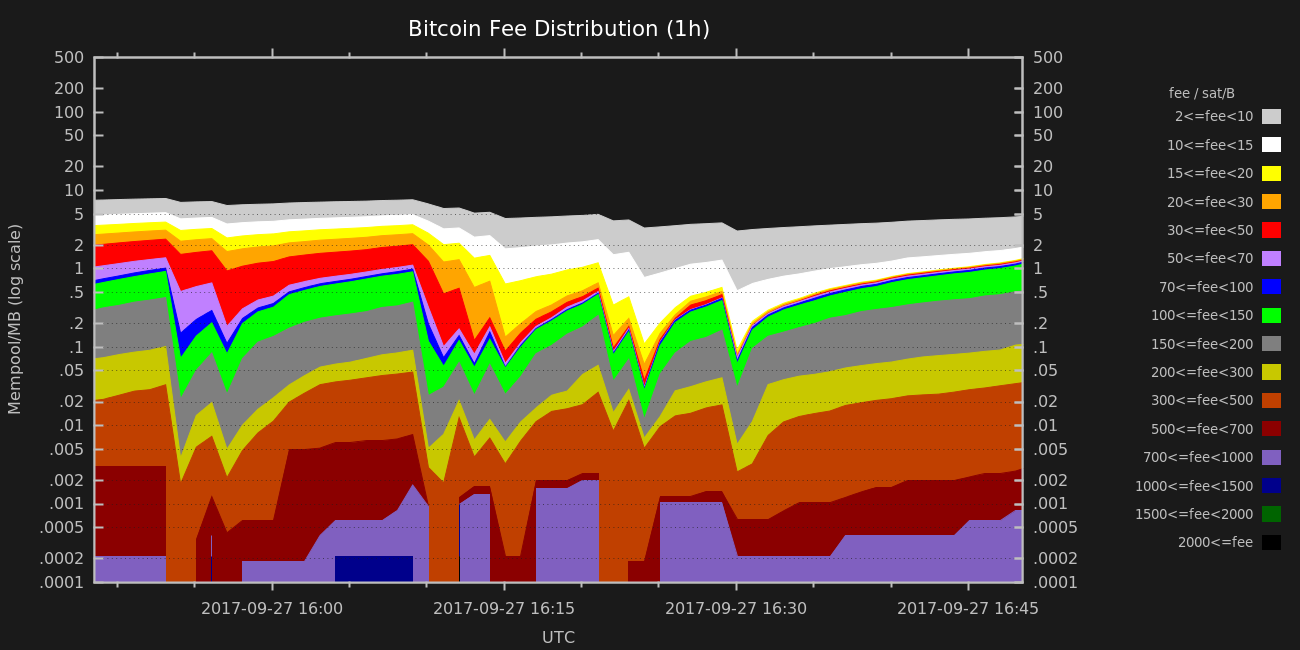 Bitcoin Fee Distribution (1h)
500 500
200 200
100 100
50 50
20 20
10 10
5 5
2 2
1 1
.5 .5
.2 .2
.1 .1
.05 .05
.02 .02
.01 .01
.005 .005
.002 .002
.001 .001
.0005 .0005
.0002 .0002
.0001 .0001
Mempool/MB (log scale)
2017-09-27 16:00 2017-09-27 16:15 2017-09-27 16:30 2017-09-27 16:45
UTC
fee / sat/B
2<=fee<10
10<=fee<15
15<=fee<20
20<=fee<30
30<=fee<50
50<=fee<70
70<=fee<100
100<=fee<150
150<=fee<200
200<=fee<300
300<=fee<500
500<=fee<700
700<=fee<1000
1000<=fee<1500
1500<=fee<2000
2000<=fee